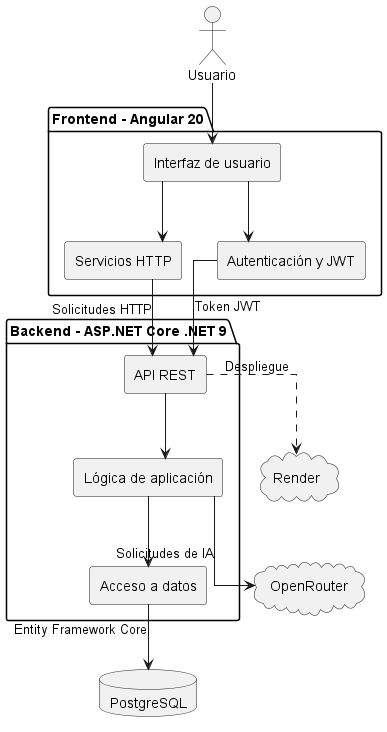 Usuario
Frontend - Angular 20
Interfaz de usuario
Servicios HTTP
Autenticación y JWT
Solicitudes HTTP
Token JWT
Backend - ASP.NET Core .NET 9
API REST
Despliegue
Lógica de aplicación
Render
Solicitudes de IA
Acceso a datos
OpenRouter
Entity Framework Core
PostgreSQL